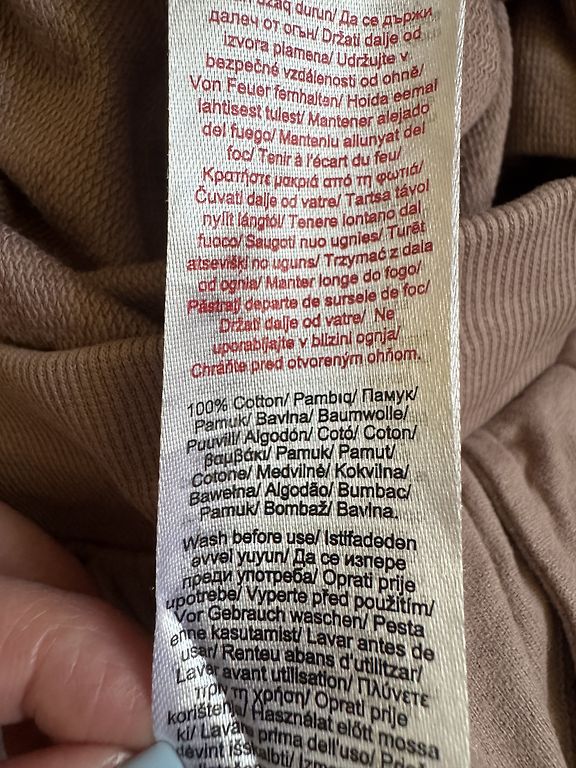 uzaq durun/ Да се държи
далеч от огън/ Držati dalje od
izvora plamena/ Udržujte v
bezpečné vzdálenosti od ohně/
Von Feuer fernhalten/ Hoida eemal
lahtisest tulest/ Mantener alejado
del fuego/ Manteniu allunyat del
foc/ Tenir à l'écart du feu/
Κρατήστε μακριά από τη φωτιά/
Čuvati dalje od vatre/ Tartsa távol
nyílt lángtól/ Tenere lontano dal
fuoco/ Saugoti nuo ugnies/ Turēt
atsevišķi no uguns/ Trzymać z dala
od ognia/ Manter longe do fogo/
Păstrați departe de sursele de foc/
Držati dalje od vatre/ Ne
uporabljajte v bližini ognja/
Chráňte pred otvoreným ohňom.
100% Cotton/ Pambıq/ Памук/
Pamuk/ Bavlna/ Baumwolle/
Puuvill/ Algodón/ Cotó/ Coton/
βαμβάκι/ Pamuk/ Pamut/
Cotone/ Medvilnė/ Kokvilna/
Bawełna/ Algodão/ Bumbac/
Pamuk/ Bombaž/ Bavlna.
Wash before use/ İstifadədən
əvvəl yuyun/ Да се изпере
преди употреба/ Oprati prije
upotrebe/ Vyperte před použitím/
Vor Gebrauch waschen/ Pesta
enne kasutamist/ Lavar antes de
usar/ Renteu abans d'utilitzar/
Laver avant utilisation/ Πλύνετε
πριν τη χρήση/ Oprati prije
korištenja/ Használat előtt mossa
ki/ Lavare prima dell'uso/ Prieš
dėvint išskalbti/